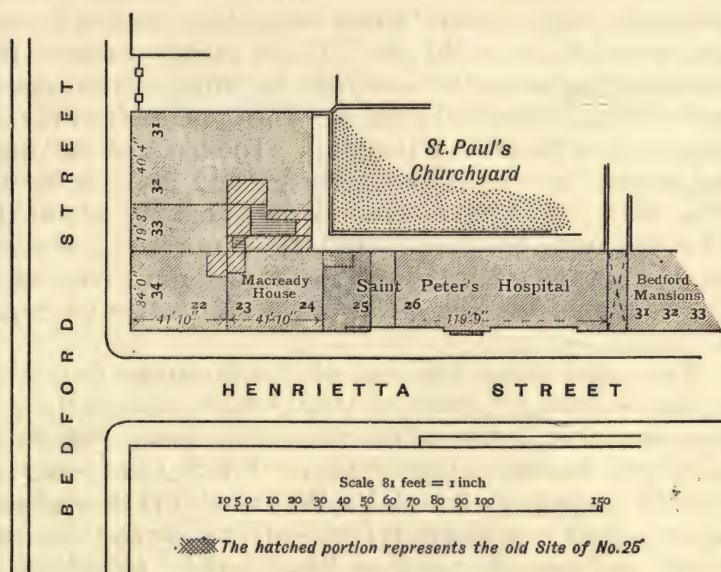 BEDFORD STREET
31
40'4"
32
19'3"
33
34'0"
34
St. Paul's
Churchyard
Macready
House
22
23
24
25
26
Saint Peter's Hospital
Bedford
Mansions
31 32 33
41'10"
41'10"
119'9"
HENRIETTA STREET
Scale 81 feet = 1 inch
10 5 0 10 20 30 40 50 60 70 80 90 100 150
The hatched portion represents the old Site of No. 25